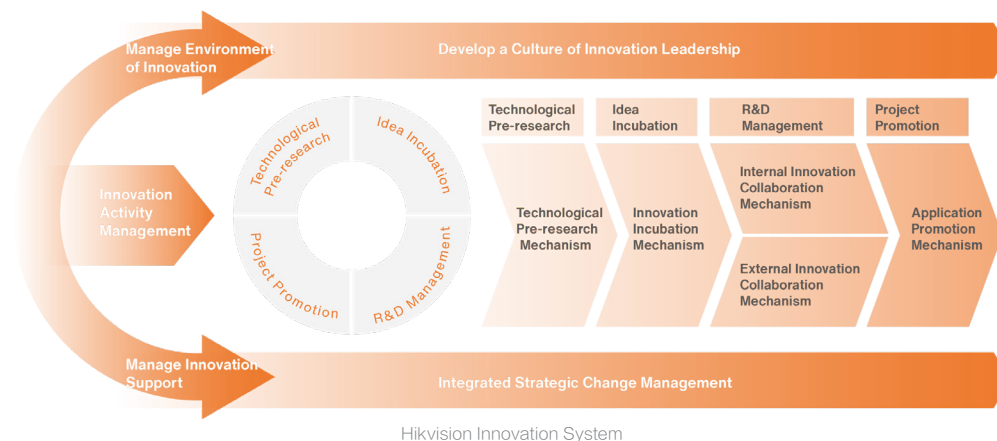 Manage Environment
of Innovation
Develop a Culture of Innovation Leadership
Innovation
Activity
Management
Technological
Pre-research
Idea Incubation
Project Promotion
R&D Management
Technological
Pre-research
Idea
Incubation
R&D
Management
Project
Promotion
Technological
Pre-research
Mechanism
Innovation
Incubation
Mechanism
Internal Innovation
Collaboration
Mechanism
External Innovation
Collaboration
Mechanism
Application
Promotion
Mechanism
Manage Innovation
Support
Integrated Strategic Change Management
Hikvision Innovation System